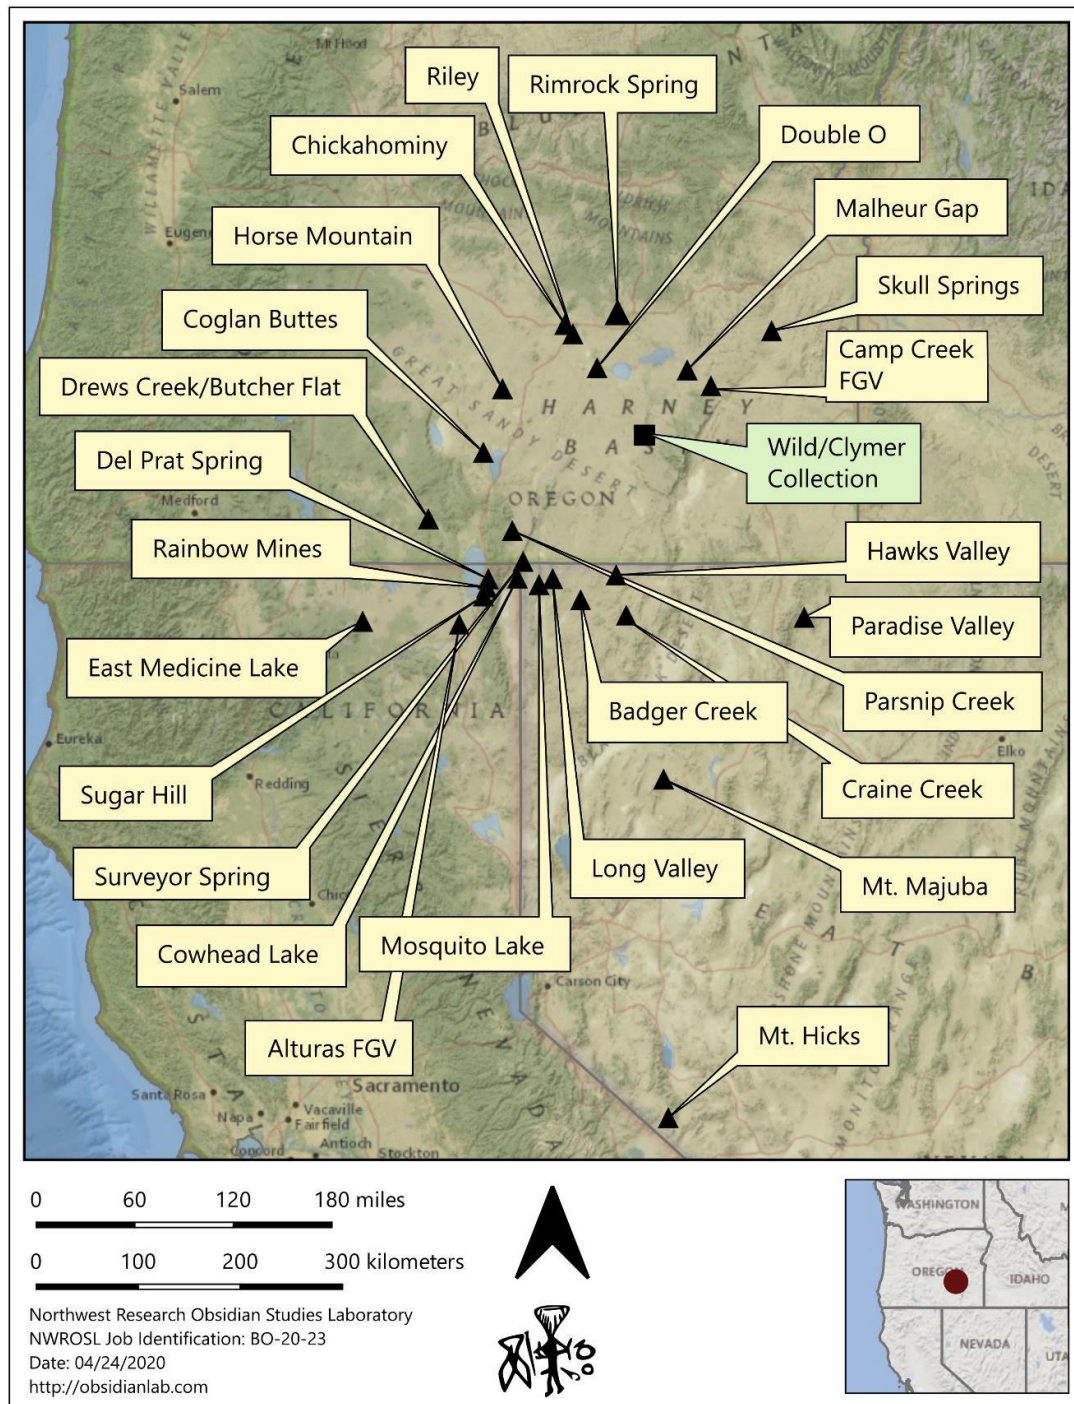 Mt Hood
Riley
Rimrock Spring
Salem
Double O
Chickahominy
Malheur Gap
Horse Mountain
Skull Springs
Coglan Buttes
Camp Creek
FGV
Drews Creek/Butcher Flat
GREAT SANDY DESERT
HARNEY
BASIN
Wild/Clymer
Collection
Del Prat Spring
Medford
OREGON
Rainbow Mines
Hawks Valley
Paradise Valley
East Medicine Lake
Parsnip Creek
Badger Creek
CALIFORNIA
Eureka
Elko
Redding
Sugar Hill
Craine Creek
Long Valley
Surveyor Spring
Mt. Majuba
Cowhead Lake
Mosquito Lake
Carson City
Alturas FGV
Mt. Hicks
Sacramento
Santa Rosa
Napa
Vacaville
Fairfield
Concord
Antioch
Stockton
0 60 120 180 miles
0 100 200 300 kilometers
Northwest Research Obsidian Studies Laboratory
NWROSL Job Identification: BO-20-23
Date: 04/24/2020
http://obsidianlab.com
WASHINGTON
OREGON
IDAHO
NEVADA
UTA